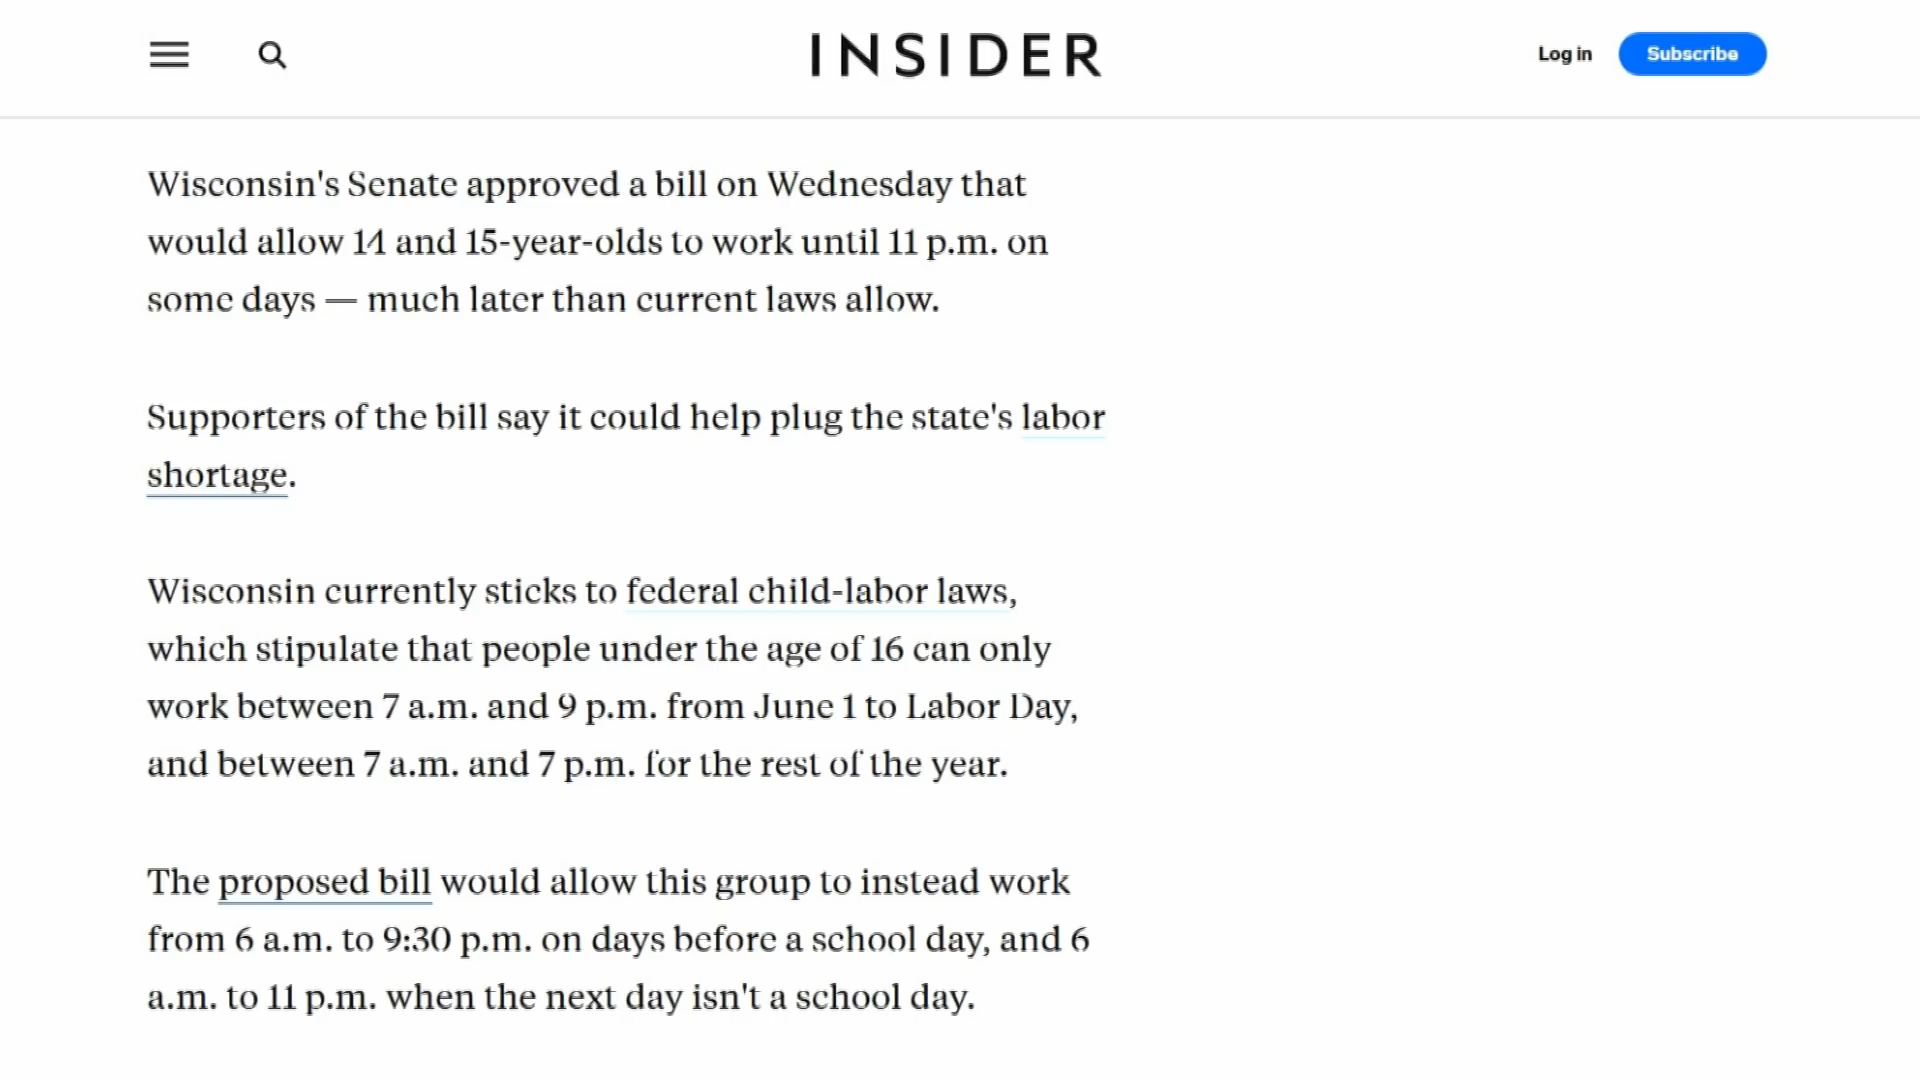 INSIDER
Log in
Subscribe
Wisconsin's Senate approved a bill on Wednesday that
would allow 14 and 15-year-olds to work until 11 p.m. on
some days — much later than current laws allow.
Supporters of the bill say it could help plug the state's labor
shortage.
Wisconsin currently sticks to federal child-labor laws,
which stipulate that people under the age of 16 can only
work between 7 a.m. and 9 p.m. from June 1 to Labor Day,
and between 7 a.m. and 7 p.m. for the rest of the year.
The proposed bill would allow this group to instead work
from 6 a.m. to 9:30 p.m. on days before a school day, and 6
a.m. to 11 p.m. when the next day isn't a school day.